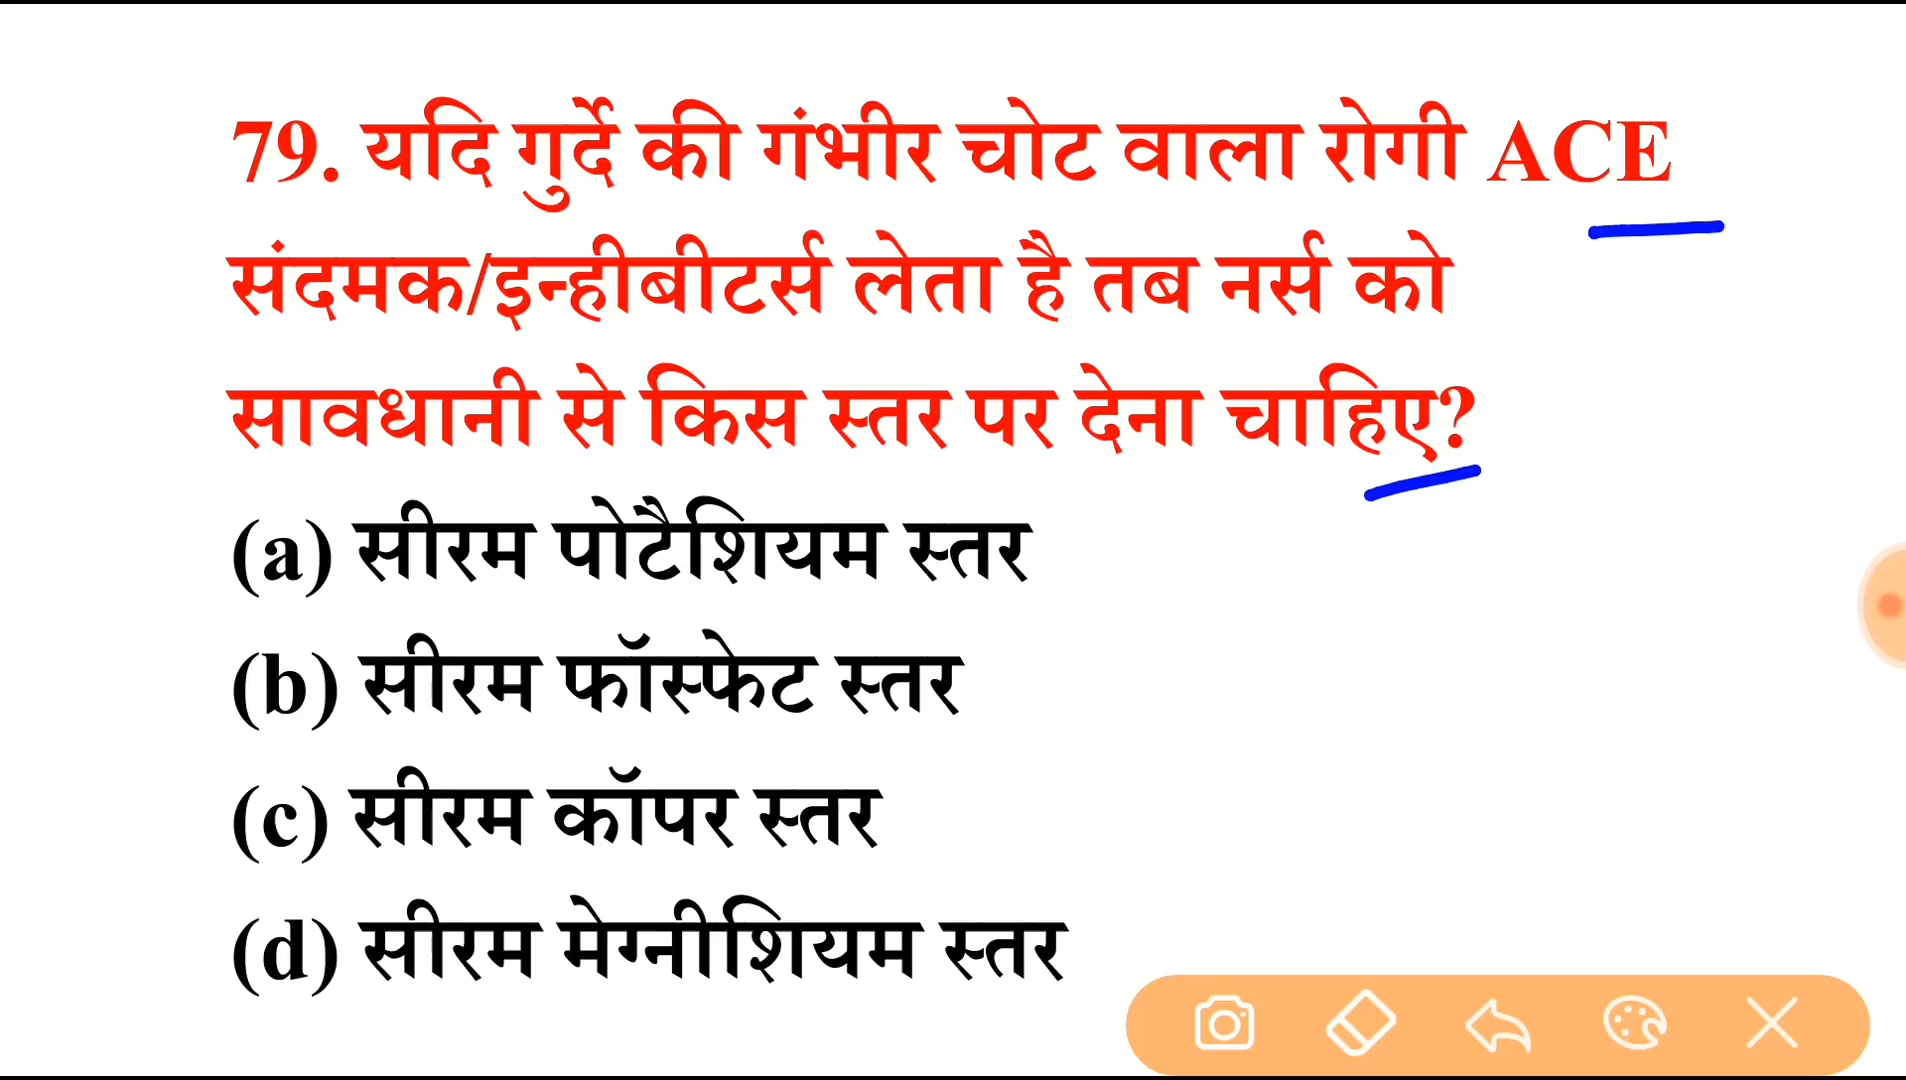 79. यदि गुर्दे की गंभीर चोट वाला रोगी ACE
संदमक/इन्हीबीटर्स लेता है तब नर्स को
सावधानी से किस स्तर पर देना चाहिए?
(a) सीरम पोटैशियम स्तर
(b) सीरम फॉस्फेट स्तर
(c) सीरम कॉपर स्तर
(d) सीरम मेग्नीशियम स्तर